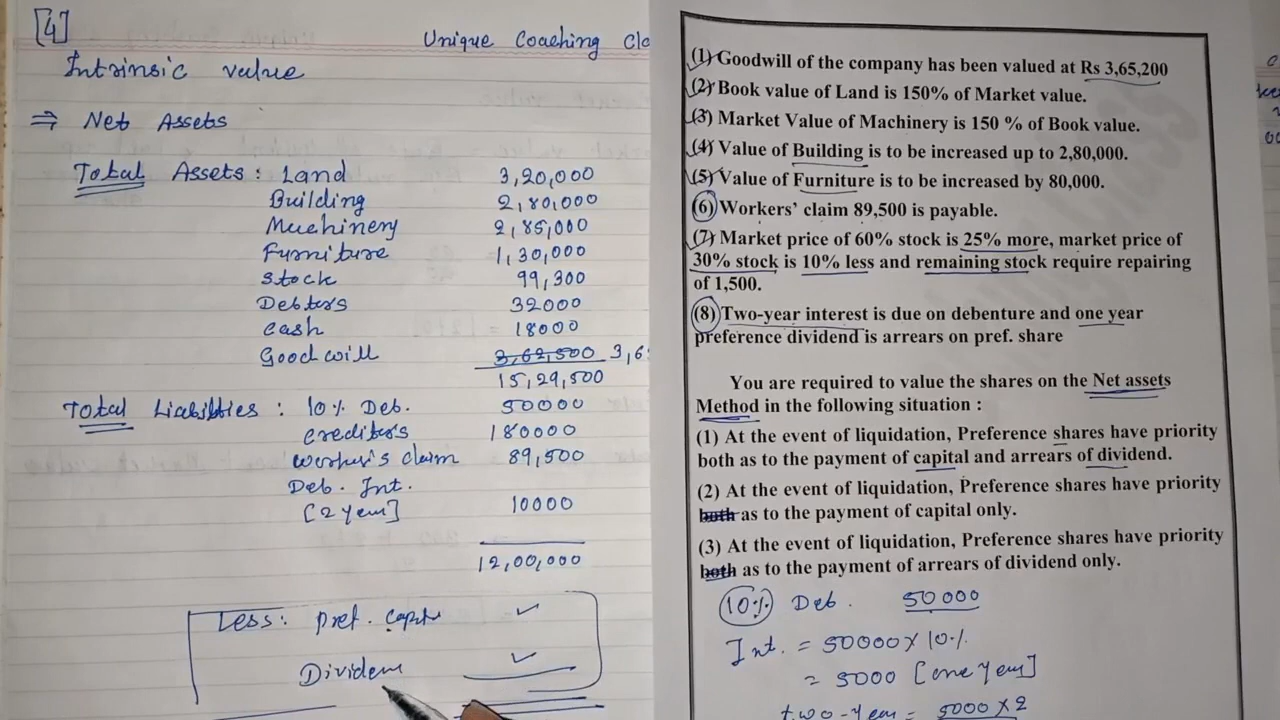 [4]
Unique Coaching Cla
Intrinsic value
⇒ Net Assets
Total Assets : Land 3,20,000
Building 2,80,000
Machinery 2,85,000
Furniture 1,30,000
Stock 99,300
Debtors 32000
Cash 18000
Goodwill 3,62,500 3,6
15,29,500
Total Liabilities : 10% Deb. 50000
Creditors 180000
Worker's claim 89,500
Deb. Int.
[2 year] 10000
12,00,000
Less: Pref. Capital ✓
Dividend ✓
(1) Goodwill of the company has been valued at Rs 3,65,200
(2) Book value of Land is 150% of Market value.
(3) Market Value of Machinery is 150 % of Book value.
(4) Value of Building is to be increased up to 2,80,000.
(5) Value of Furniture is to be increased by 80,000.
(6) Workers' claim 89,500 is payable.
(7) Market price of 60% stock is 25% more, market price of
30% stock is 10% less and remaining stock require repairing
of 1,500.
(8) Two-year interest is due on debenture and one year
preference dividend is arrears on pref. share
You are required to value the shares on the Net assets
Method in the following situation :
(1) At the event of liquidation, Preference shares have priority
both as to the payment of capital and arrears of dividend.
(2) At the event of liquidation, Preference shares have priority
both as to the payment of capital only.
(3) At the event of liquidation, Preference shares have priority
both as to the payment of arrears of dividend only.
10% Deb. 50000
Int. = 50000 × 10%
= 5000 [one year]
two-year = 5000 × 2